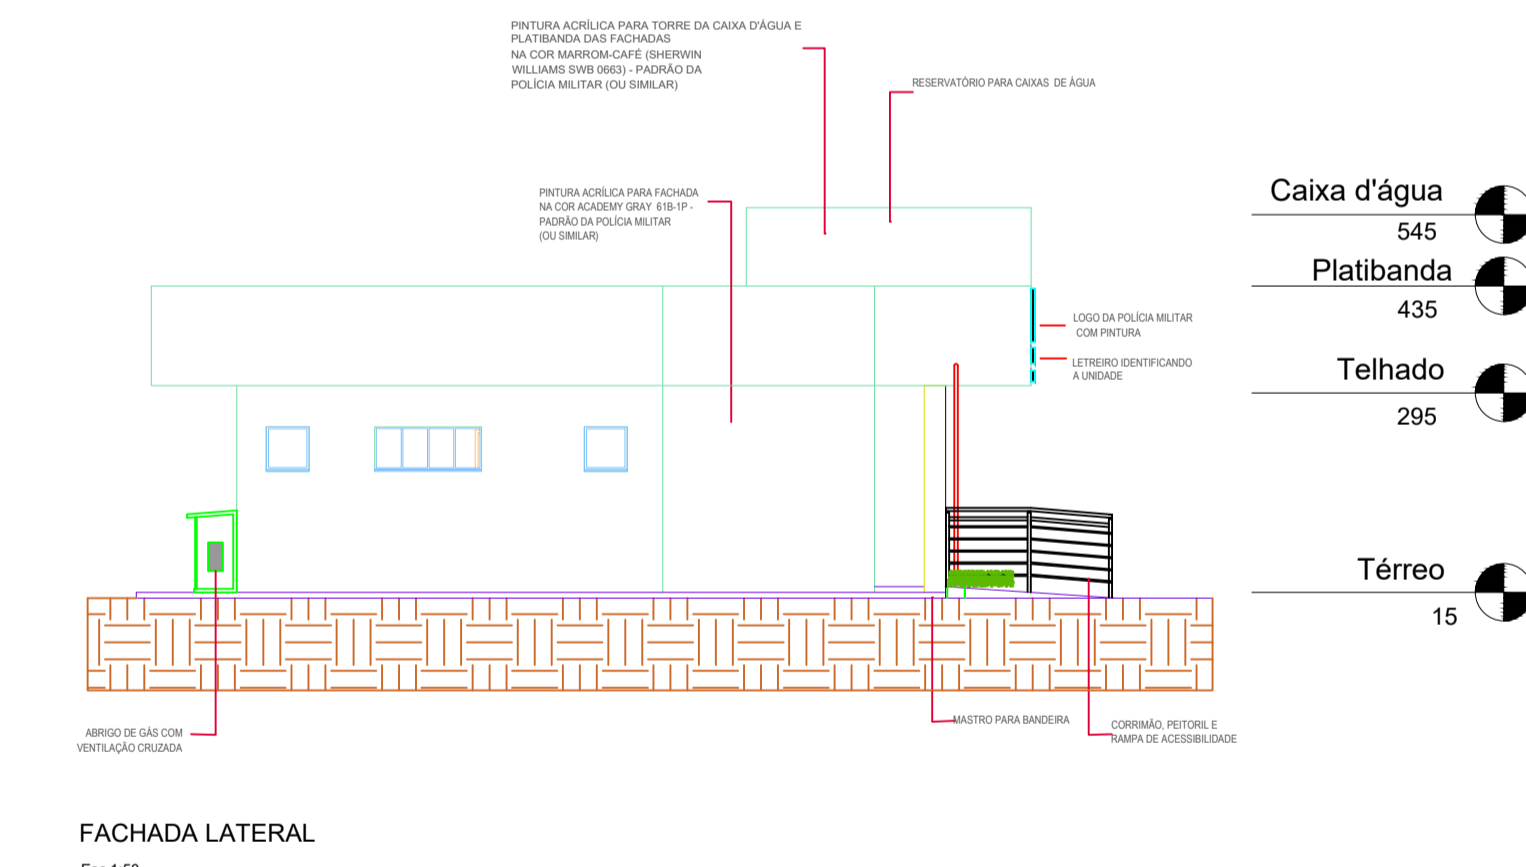 PINTURA ACRÍLICA PARA TORRE DA CAIXA D'ÁGUA E
PLATIBANDA DAS FACHADAS
NA COR MARROM-CAFÉ (SHERWIN
WILLIAMS SWB 0663) - PADRÃO DA
POLÍCIA MILITAR (OU SIMILAR)
RESERVATÓRIO PARA CAIXAS DE ÁGUA
PINTURA ACRÍLICA PARA FACHADA
NA COR ACADEMY GRAY 61B-1P -
PADRÃO DA POLÍCIA MILITAR
(OU SIMILAR)
Caixa d'água
545
Platibanda
435
LOGO DA POLÍCIA MILITAR
COM PINTURA
LETREIRO IDENTIFICANDO
A UNIDADE
Telhado
295
Térreo
15
ABRIGO DE GÁS COM
VENTILAÇÃO CRUZADA
MASTRO PARA BANDEIRA
CORRIMÃO, PEITORIL E
RAMPA DE ACESSIBILIDADE
FACHADA LATERAL